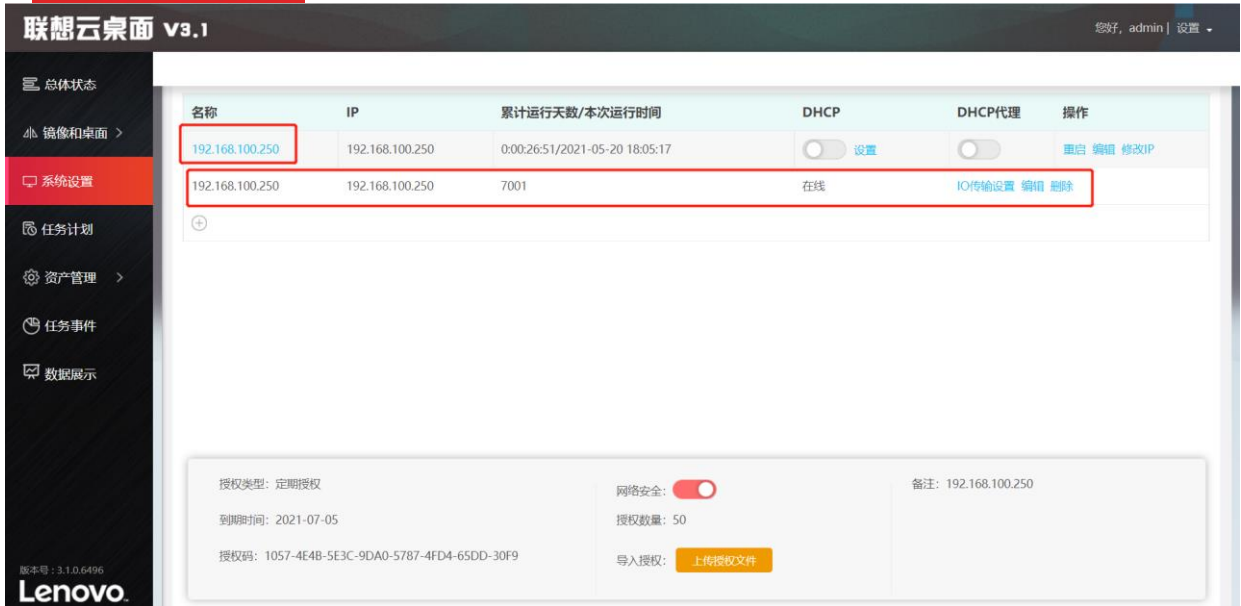 联想云桌面 V3.1
您好, admin | 设置
总体状态
镜像和桌面
系统设置
任务计划
资产管理
任务事件
数据展示
版本号 : 3.1.0.6496
Lenovo.
名称 IP 累计运行天数/本次运行时间 DHCP DHCP代理 操作
192.168.100.250 192.168.100.250 0:00:26:51/2021-05-20 18:05:17 设置 重启 编辑 修改IP
192.168.100.250 192.168.100.250 7001 在线 IO传输设置 编辑 删除
授权类型: 定期授权 网络安全: 备注: 192.168.100.250
到期时间: 2021-07-05 授权数量: 50
授权码: 1057-4E4B-5E3C-9DA0-5787-4FD4-65DD-30F9 导入授权: 上传授权文件